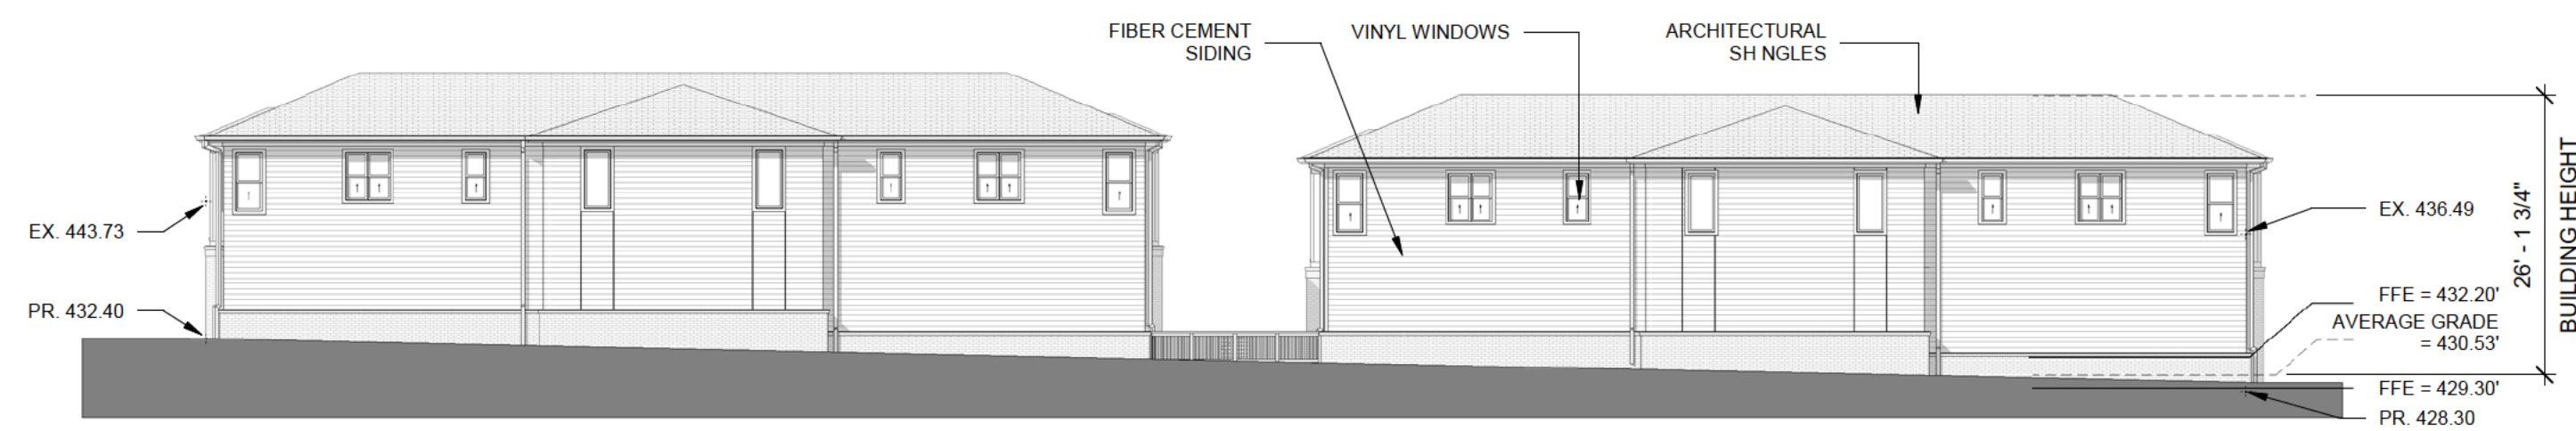 FIBER CEMENT
SIDING
VINYL WINDOWS
ARCHITECTURAL
SH NGLES
EX. 443.73
PR. 432.40
EX. 436.49
FFE = 432.20'
AVERAGE GRADE
= 430.53'
FFE = 429.30'
PR. 428.30
26' - 1 3/4"
BUILDING HEIGHT